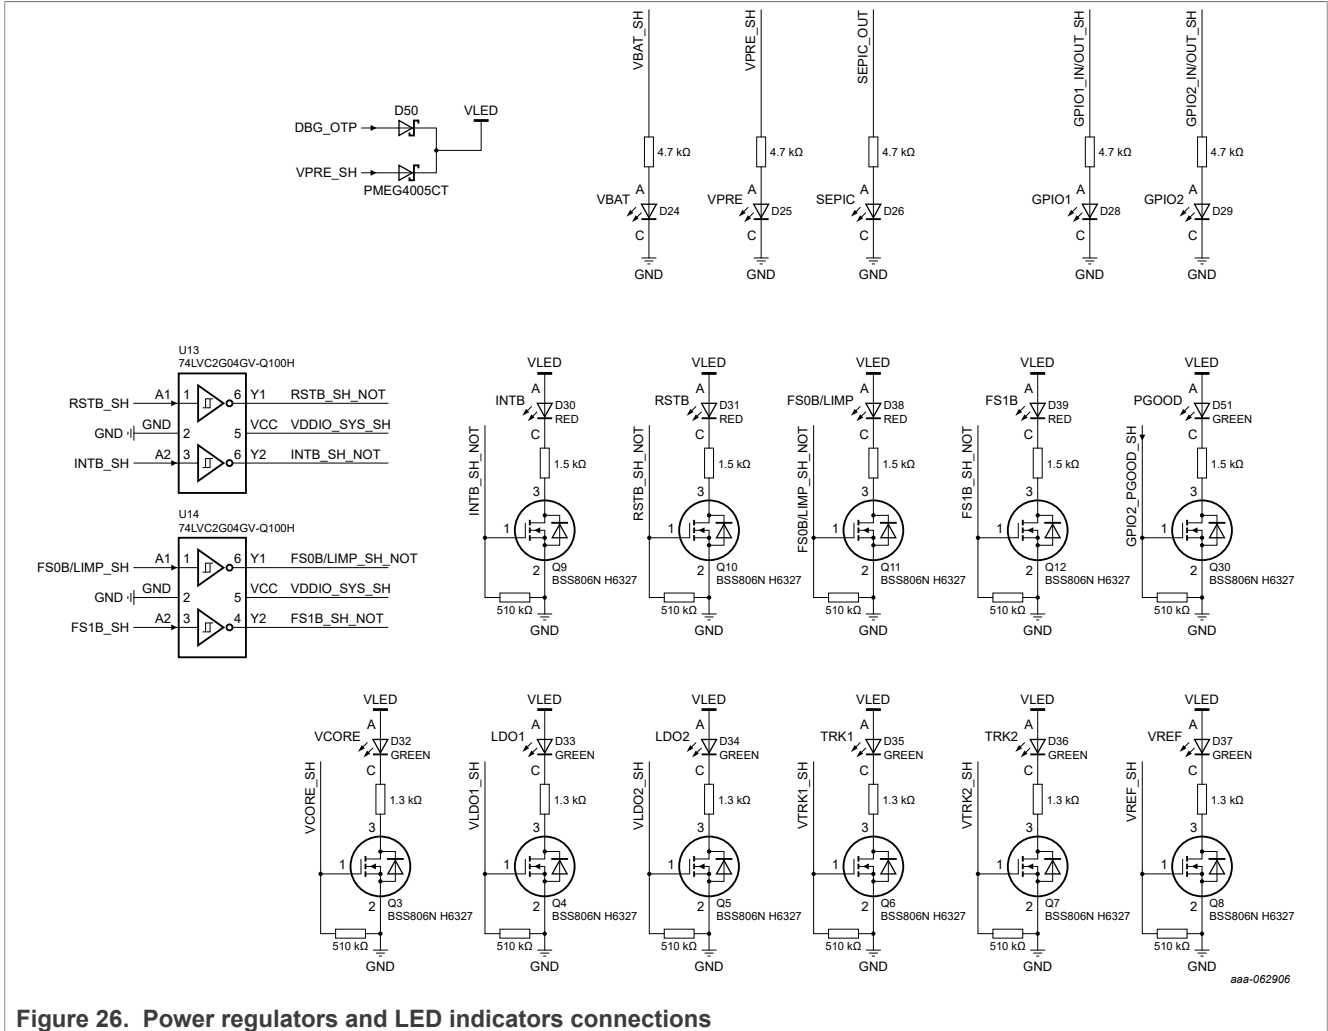 VBAT_SH
VPRE_SH
SEPIC_OUT
GPIO1_IN/OUT_SH
GPIO2_IN/OUT_SH
D50
VLED
DBG_OTP
VPRE_SH
PMEG4005CT
4.7 kΩ
4.7 kΩ
4.7 kΩ
4.7 kΩ
4.7 kΩ
A
VBAT
D24
C
GND
A
VPRE
D25
C
GND
A
SEPIC
D26
C
GND
A
GPIO1
D28
C
GND
A
GPIO2
D29
C
GND
U13
74LVC2G04GV-Q100H
RSTB_SH A1 1 6 Y1 RSTB_SH_NOT
GND GND 2 5 VCC VDDIO_SYS_SH
INTB_SH A2 3 6 Y2 INTB_SH_NOT
U14
74LVC2G04GV-Q100H
FS0B/LIMP_SH A1 1 6 Y1 FS0B/LIMP_SH_NOT
GND GND 2 5 VCC VDDIO_SYS_SH
FS1B_SH A2 3 4 Y2 FS1B_SH_NOT
VLED
A
INTB
D30
RED
C
INTB_SH_NOT
1.5 kΩ
3
1
2
Q9
BSS806N H6327
510 kΩ
GND
VLED
A
RSTB
D31
RED
C
RSTB_SH_NOT
1.5 kΩ
3
1
2
Q10
BSS806N H6327
510 kΩ
GND
VLED
A
FS0B/LIMP
D38
RED
C
FS0B/LIMP_SH_NOT
1.5 kΩ
3
1
2
Q11
BSS806N H6327
510 kΩ
GND
VLED
A
FS1B
D39
RED
C
FS1B_SH_NOT
1.5 kΩ
3
1
2
Q12
BSS806N H6327
510 kΩ
GND
VLED
A
PGOOD
D51
GREEN
C
GPIO2_PGOOD_SH
1.5 kΩ
3
1
2
Q30
BSS806N H6327
510 kΩ
GND
VLED
A
VCORE
D32
GREEN
C
VCORE_SH
1.3 kΩ
3
1
2
Q3
BSS806N H6327
510 kΩ
GND
VLED
A
LDO1
D33
GREEN
C
VLDO1_SH
1.3 kΩ
3
1
2
Q4
BSS806N H6327
510 kΩ
GND
VLED
A
LDO2
D34
GREEN
C
VLDO2_SH
1.3 kΩ
3
1
2
Q5
BSS806N H6327
510 kΩ
GND
VLED
A
TRK1
D35
GREEN
C
VTRK1_SH
1.3 kΩ
3
1
2
Q6
BSS806N H6327
510 kΩ
GND
VLED
A
TRK2
D36
GREEN
C
VTRK2_SH
1.3 kΩ
3
1
2
Q7
BSS806N H6327
510 kΩ
GND
VLED
A
VREF
D37
GREEN
C
VREF_SH
1.3 kΩ
3
1
2
Q8
BSS806N H6327
510 kΩ
GND
aaa-062906
Figure 26. Power regulators and LED indicators connections